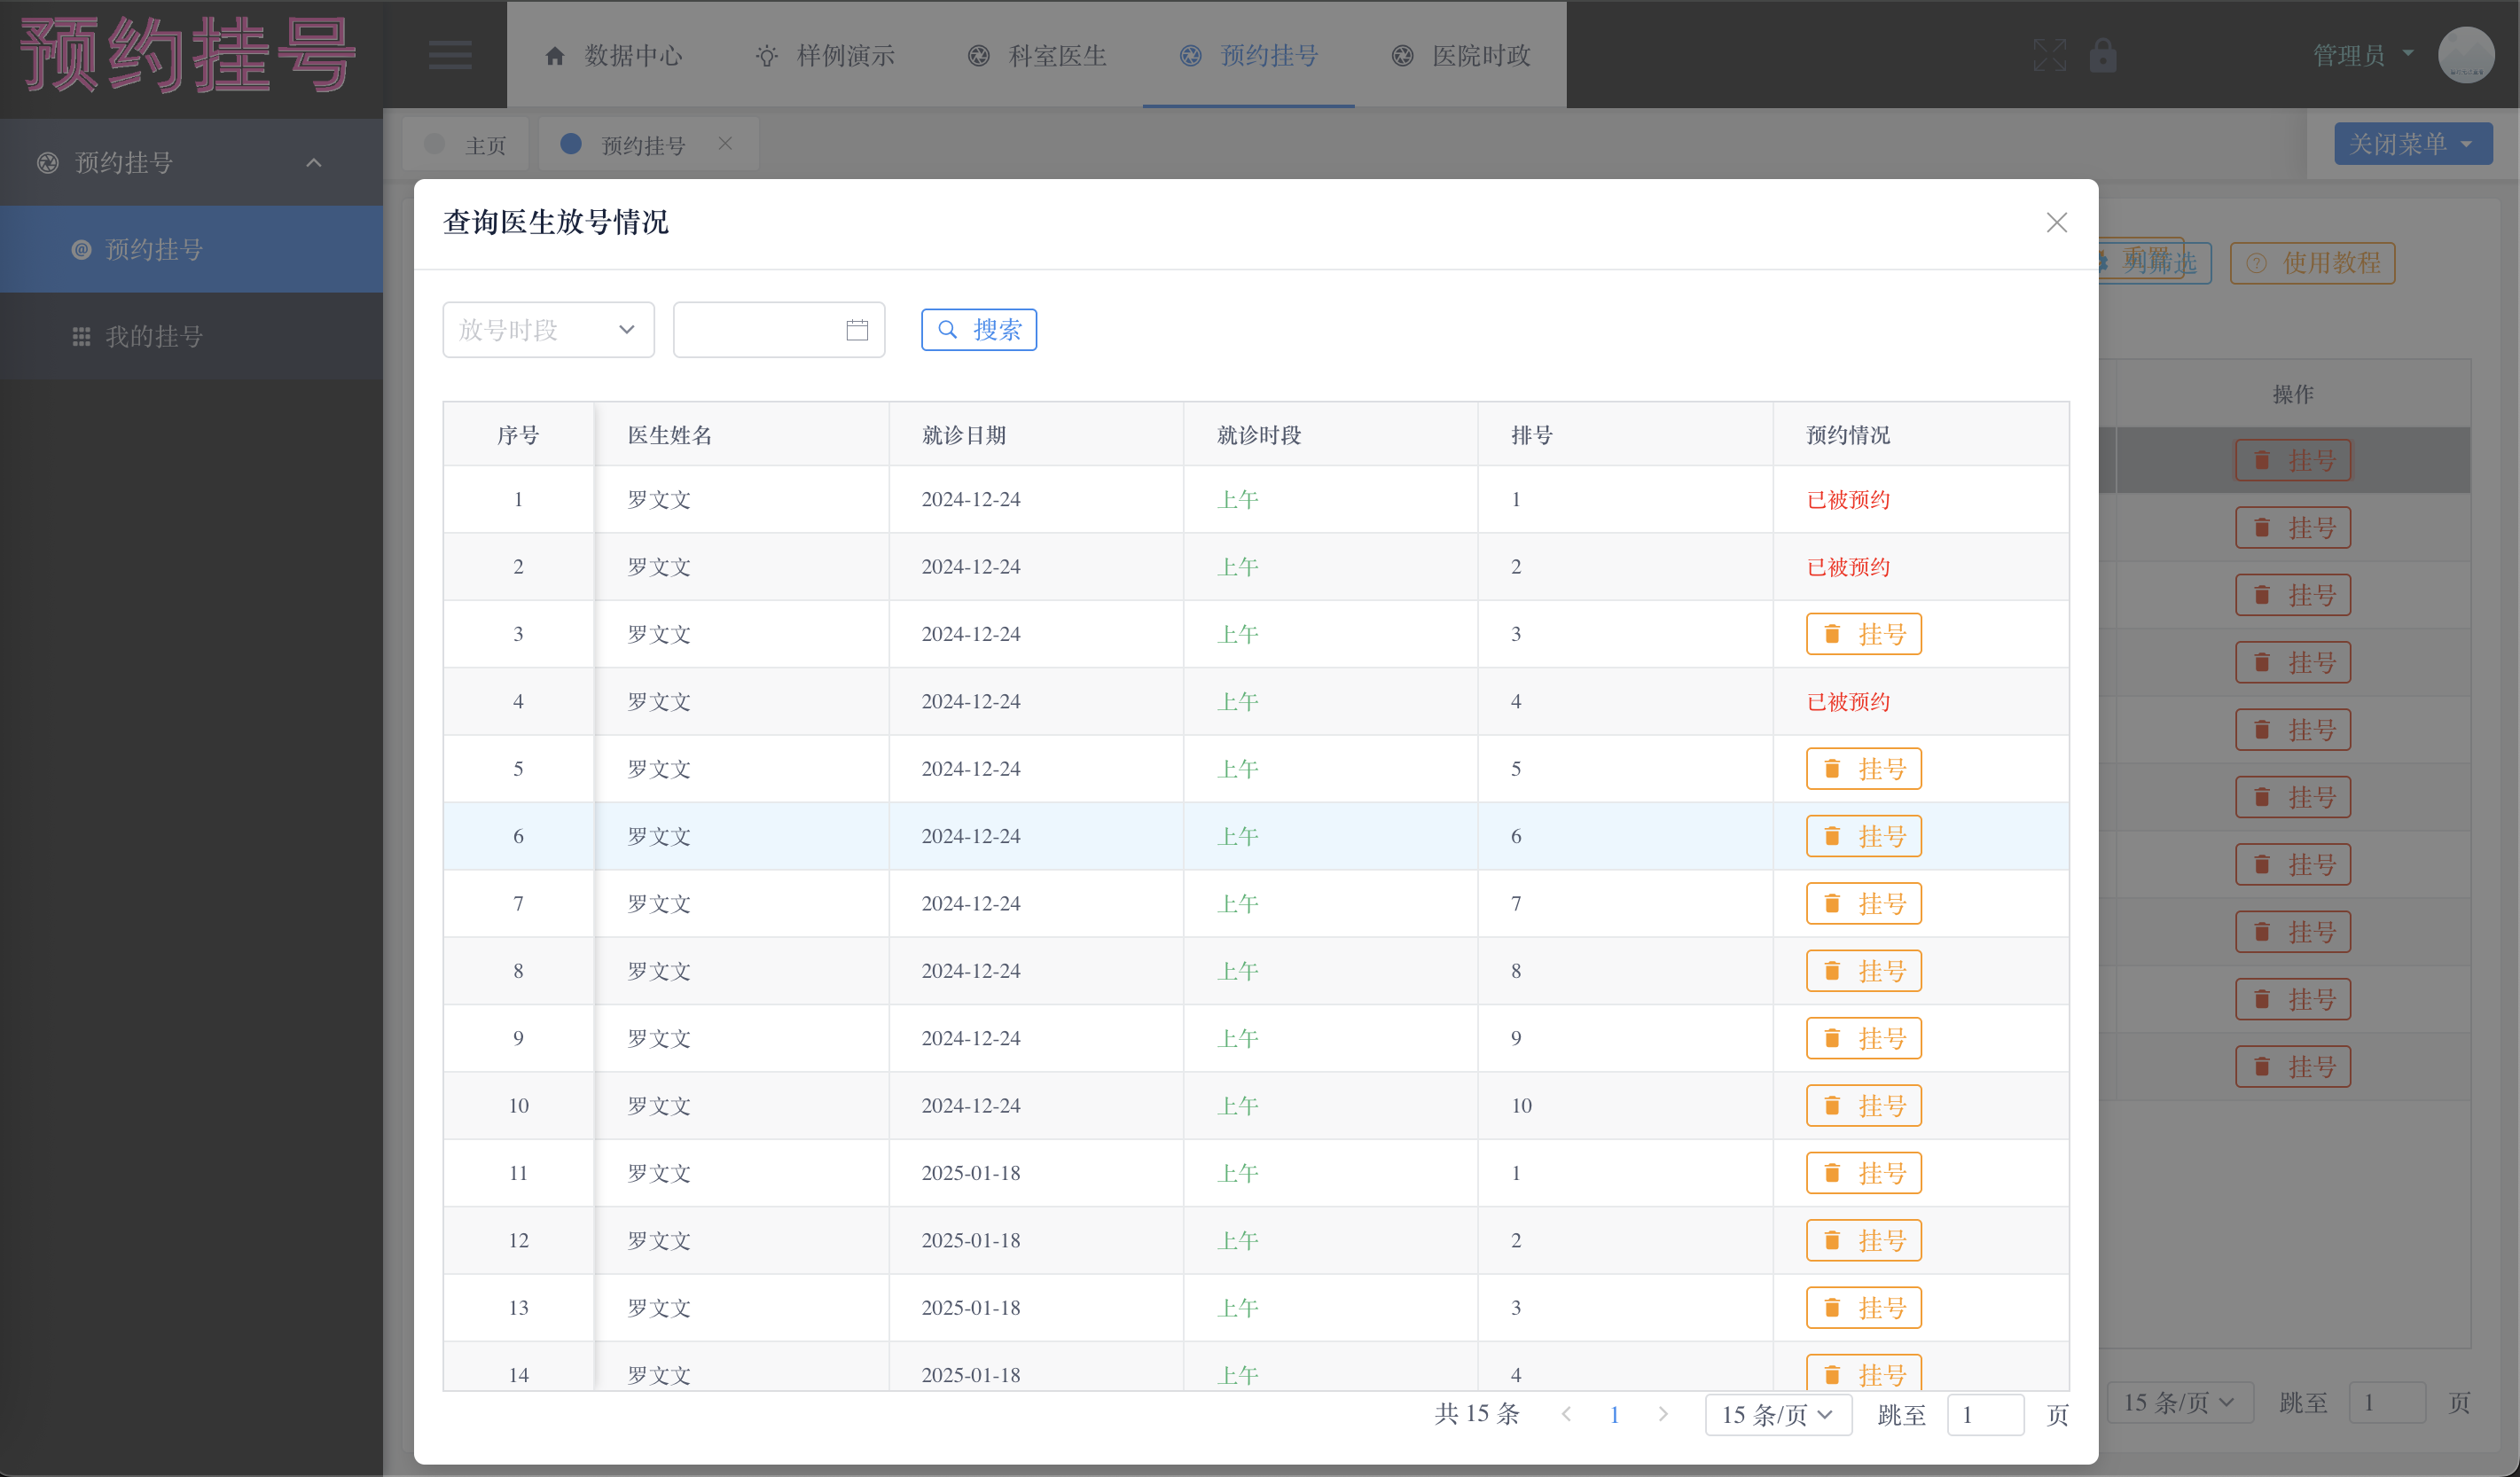 预约挂号
数据中心 样例演示 科室医生 预约挂号 医院时政
管理员
预约挂号
预约挂号
我的挂号
主页 预约挂号
关闭菜单
重置 列筛选 使用教程
操作
挂号
挂号
挂号
挂号
挂号
挂号
挂号
挂号
挂号
挂号
15 条/页 跳至 1 页
查询医生放号情况
放号时段 搜索
序号 医生姓名 就诊日期 就诊时段 排号 预约情况
1 罗文文 2024-12-24 上午 1 已被预约
2 罗文文 2024-12-24 上午 2 已被预约
3 罗文文 2024-12-24 上午 3 挂号
4 罗文文 2024-12-24 上午 4 已被预约
5 罗文文 2024-12-24 上午 5 挂号
6 罗文文 2024-12-24 上午 6 挂号
7 罗文文 2024-12-24 上午 7 挂号
8 罗文文 2024-12-24 上午 8 挂号
9 罗文文 2024-12-24 上午 9 挂号
10 罗文文 2024-12-24 上午 10 挂号
11 罗文文 2025-01-18 上午 1 挂号
12 罗文文 2025-01-18 上午 2 挂号
13 罗文文 2025-01-18 上午 3 挂号
14 罗文文 2025-01-18 上午 4 挂号
共 15 条 1 15 条/页 跳至 1 页